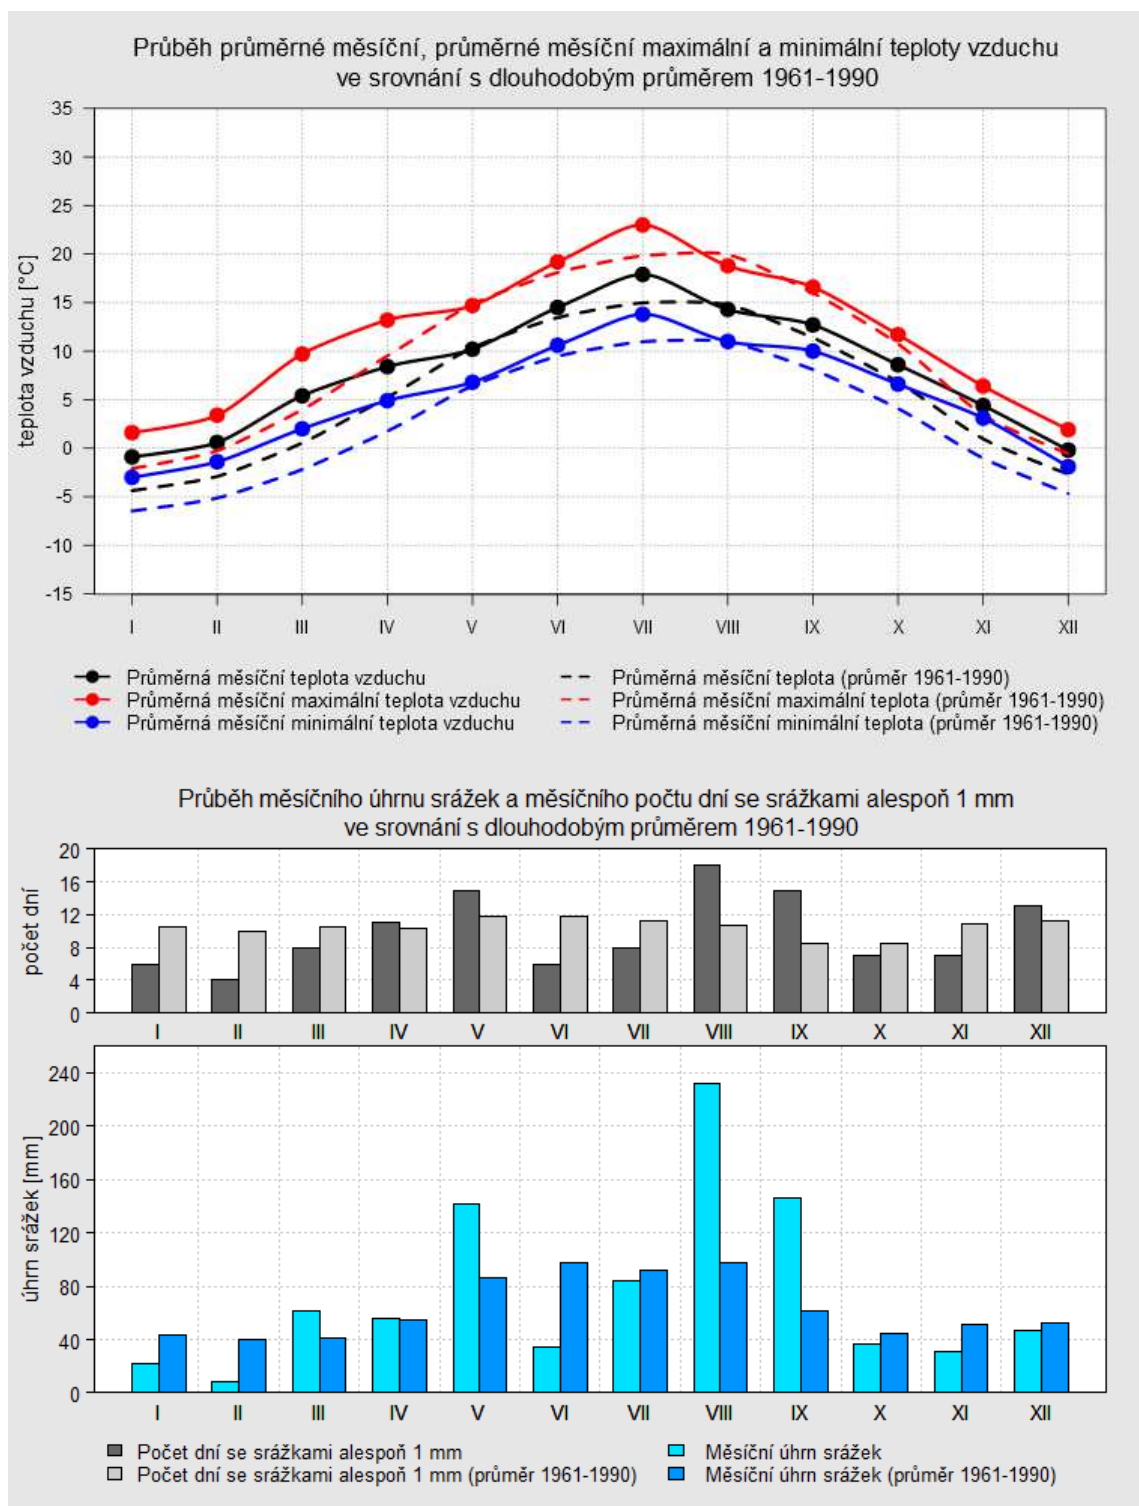 Průběh průměrné měsíční, průměrné měsíční maximální a minimální teploty vzduchu
ve srovnání s dlouhodobým průměrem 1961-1990
35
30
25
20
15
10
5
0
-5
-10
-15
teplota vzduchu [°C]
I II III IV V VI VII VIII IX X XI XII
Průměrná měsíční teplota vzduchu
Průměrná měsíční maximální teplota vzduchu
Průměrná měsíční minimální teplota vzduchu
Průměrná měsíční teplota (průměr 1961-1990)
Průměrná měsíční maximální teplota (průměr 1961-1990)
Průměrná měsíční minimální teplota (průměr 1961-1990)
Průběh měsíčního úhrnu srážek a měsíčního počtu dní se srážkami alespoň 1 mm
ve srovnání s dlouhodobým průměrem 1961-1990
20
16
12
8
4
0
počet dní
I II III IV V VI VII VIII IX X XI XII
240
200
160
120
80
40
0
úhrn srážek [mm]
I II III IV V VI VII VIII IX X XI XII
Počet dní se srážkami alespoň 1 mm
Počet dní se srážkami alespoň 1 mm (průměr 1961-1990)
Měsíční úhrn srážek
Měsíční úhrn srážek (průměr 1961-1990)